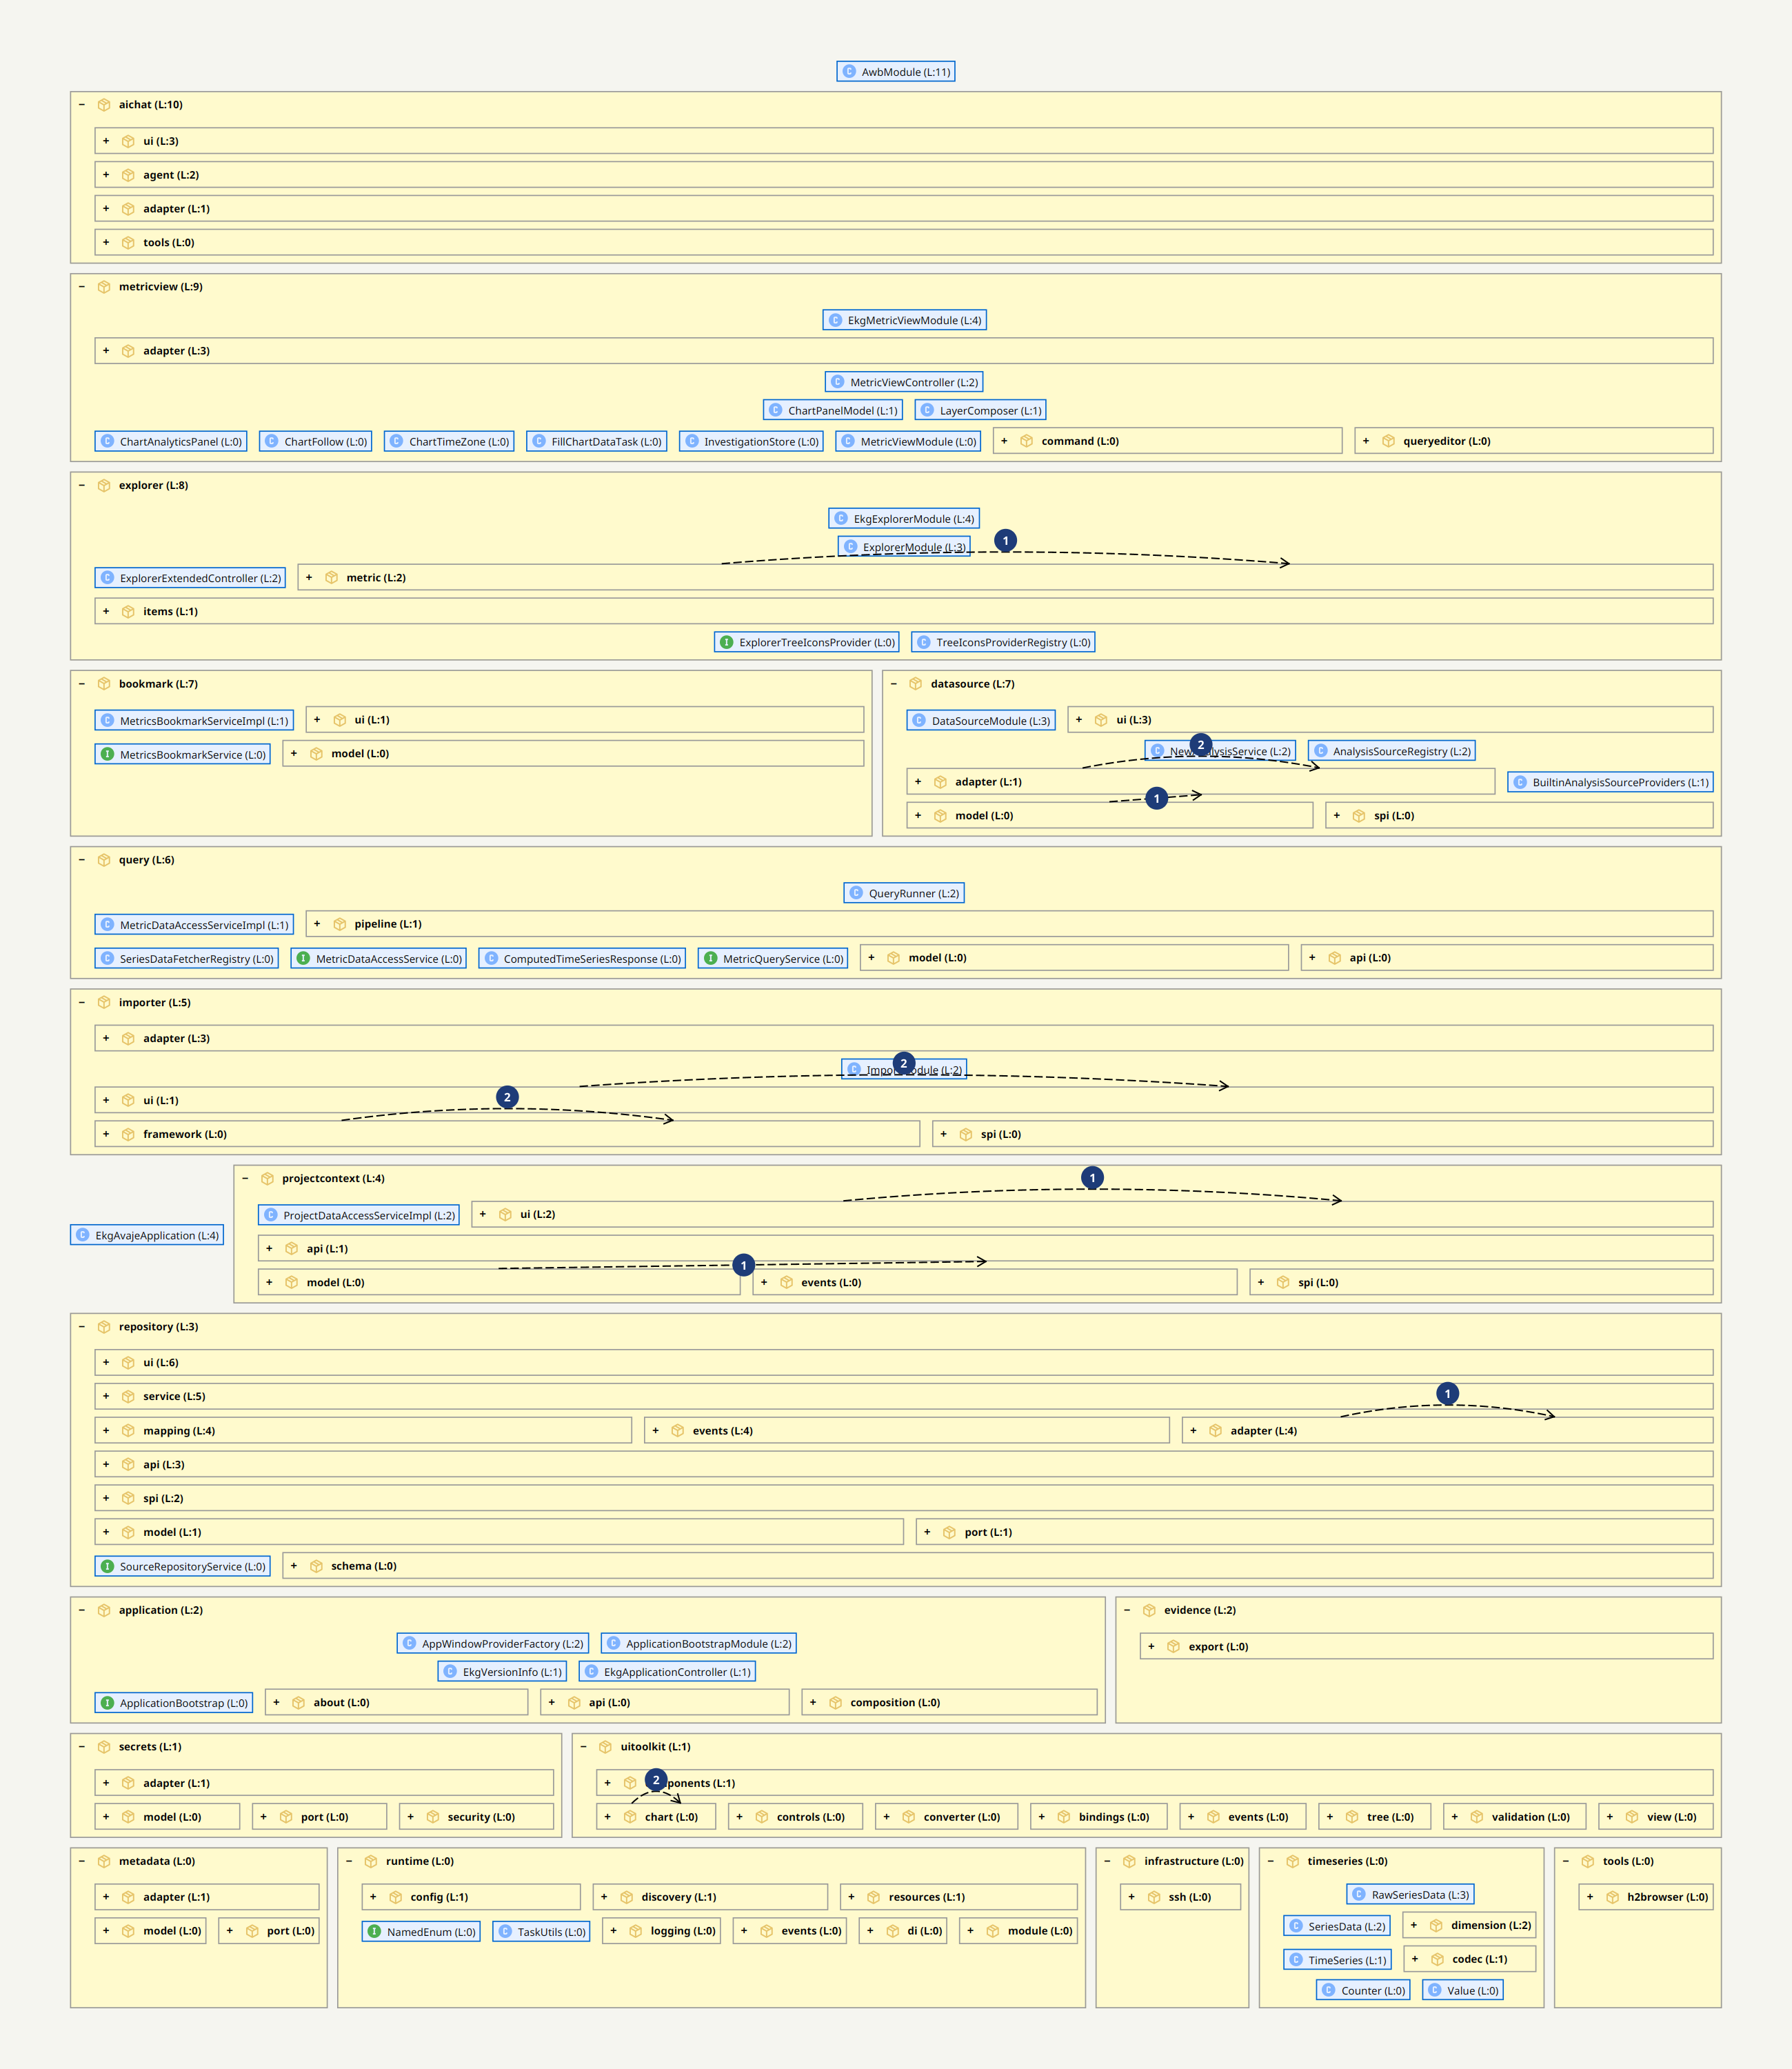 AwbModule (L:11)
aichat (L:10)
ui (L:3)
agent (L:2)
adapter (L:1)
tools (L:0)
metricview (L:9)
EkgMetricViewModule (L:4)
adapter (L:3)
MetricViewController (L:2)
ChartPanelModel (L:1) LayerComposer (L:1)
ChartAnalyticsPanel (L:0) ChartFollow (L:0) ChartTimeZone (L:0) FillChartDataTask (L:0) InvestigationStore (L:0) MetricViewModule (L:0) command (L:0) queryeditor (L:0)
explorer (L:8)
EkgExplorerModule (L:4)
ExplorerModule (L:3) 1
ExplorerExtendedController (L:2) metric (L:2)
items (L:1)
ExplorerTreeIconsProvider (L:0) TreeIconsProviderRegistry (L:0)
bookmark (L:7)
MetricsBookmarkServiceImpl (L:1) ui (L:1)
MetricsBookmarkService (L:0) model (L:0)
datasource (L:7)
DataSourceModule (L:3) ui (L:3)
2
(L:2) AnalysisSourceRegistry (L:2)
adapter (L:1) BuiltinAnalysisSourceProviders (L:1)
1
model (L:0) spi (L:0)
query (L:6)
QueryRunner (L:2)
MetricDataAccessServiceImpl (L:1) pipeline (L:1)
SeriesDataFetcherRegistry (L:0) MetricDataAccessService (L:0) ComputedTimeSeriesResponse (L:0) MetricQueryService (L:0) model (L:0) api (L:0)
importer (L:5)
adapter (L:3)
2
(L:2)
ui (L:1) 2
framework (L:0) spi (L:0)
EkgAvajeApplication (L:4)
projectcontext (L:4) 1
ProjectDataAccessServiceImpl (L:2) ui (L:2)
api (L:1)
1
model (L:0) events (L:0) spi (L:0)
repository (L:3)
ui (L:6)
service (L:5) 1
mapping (L:4) events (L:4) adapter (L:4)
api (L:3)
spi (L:2)
model (L:1) port (L:1)
SourceRepositoryService (L:0) schema (L:0)
application (L:2)
AppWindowProviderFactory (L:2) ApplicationBootstrapModule (L:2)
EkgVersionInfo (L:1) EkgApplicationController (L:1)
ApplicationBootstrap (L:0) about (L:0) api (L:0) composition (L:0)
evidence (L:2)
export (L:0)
secrets (L:1)
adapter (L:1)
model (L:0) port (L:0) security (L:0)
uitoolkit (L:1)
2 (L:1)
chart (L:0) controls (L:0) converter (L:0) bindings (L:0) events (L:0) tree (L:0) validation (L:0) view (L:0)
metadata (L:0)
adapter (L:1)
model (L:0) port (L:0)
runtime (L:0)
config (L:1) discovery (L:1) resources (L:1)
NamedEnum (L:0) TaskUtils (L:0) logging (L:0) events (L:0) di (L:0) module (L:0)
infrastructure (L:0)
ssh (L:0)
timeseries (L:0)
RawSeriesData (L:3)
SeriesData (L:2) dimension (L:2)
TimeSeries (L:1) codec (L:1)
Counter (L:0) Value (L:0)
tools (L:0)
h2browser (L:0)